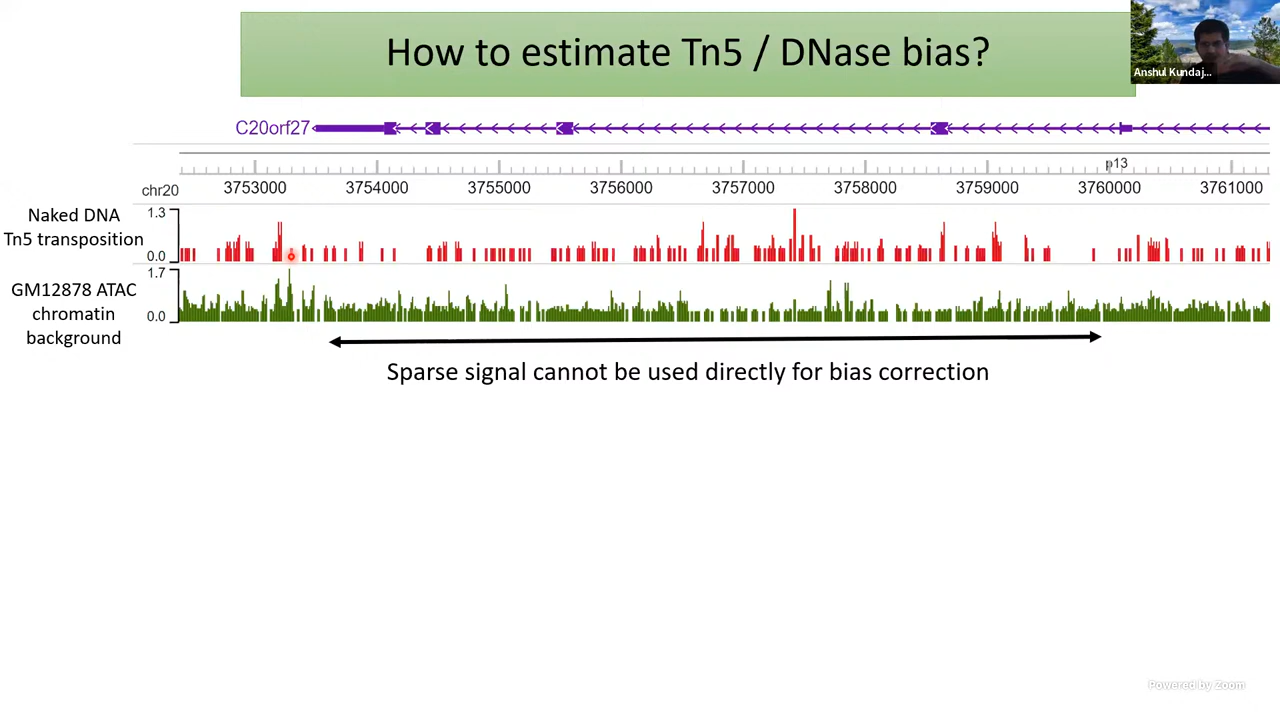 How to estimate Tn5 / DNase bias?
Anshul Kundaj...
C20orf27
p13
chr20 3753000 3754000 3755000 3756000 3757000 3758000 3759000 3760000 3761000
Naked DNA
Tn5 transposition
1.3
0.0
GM12878 ATAC
chromatin
background
1.7
0.0
Sparse signal cannot be used directly for bias correction
Powered by Zoom